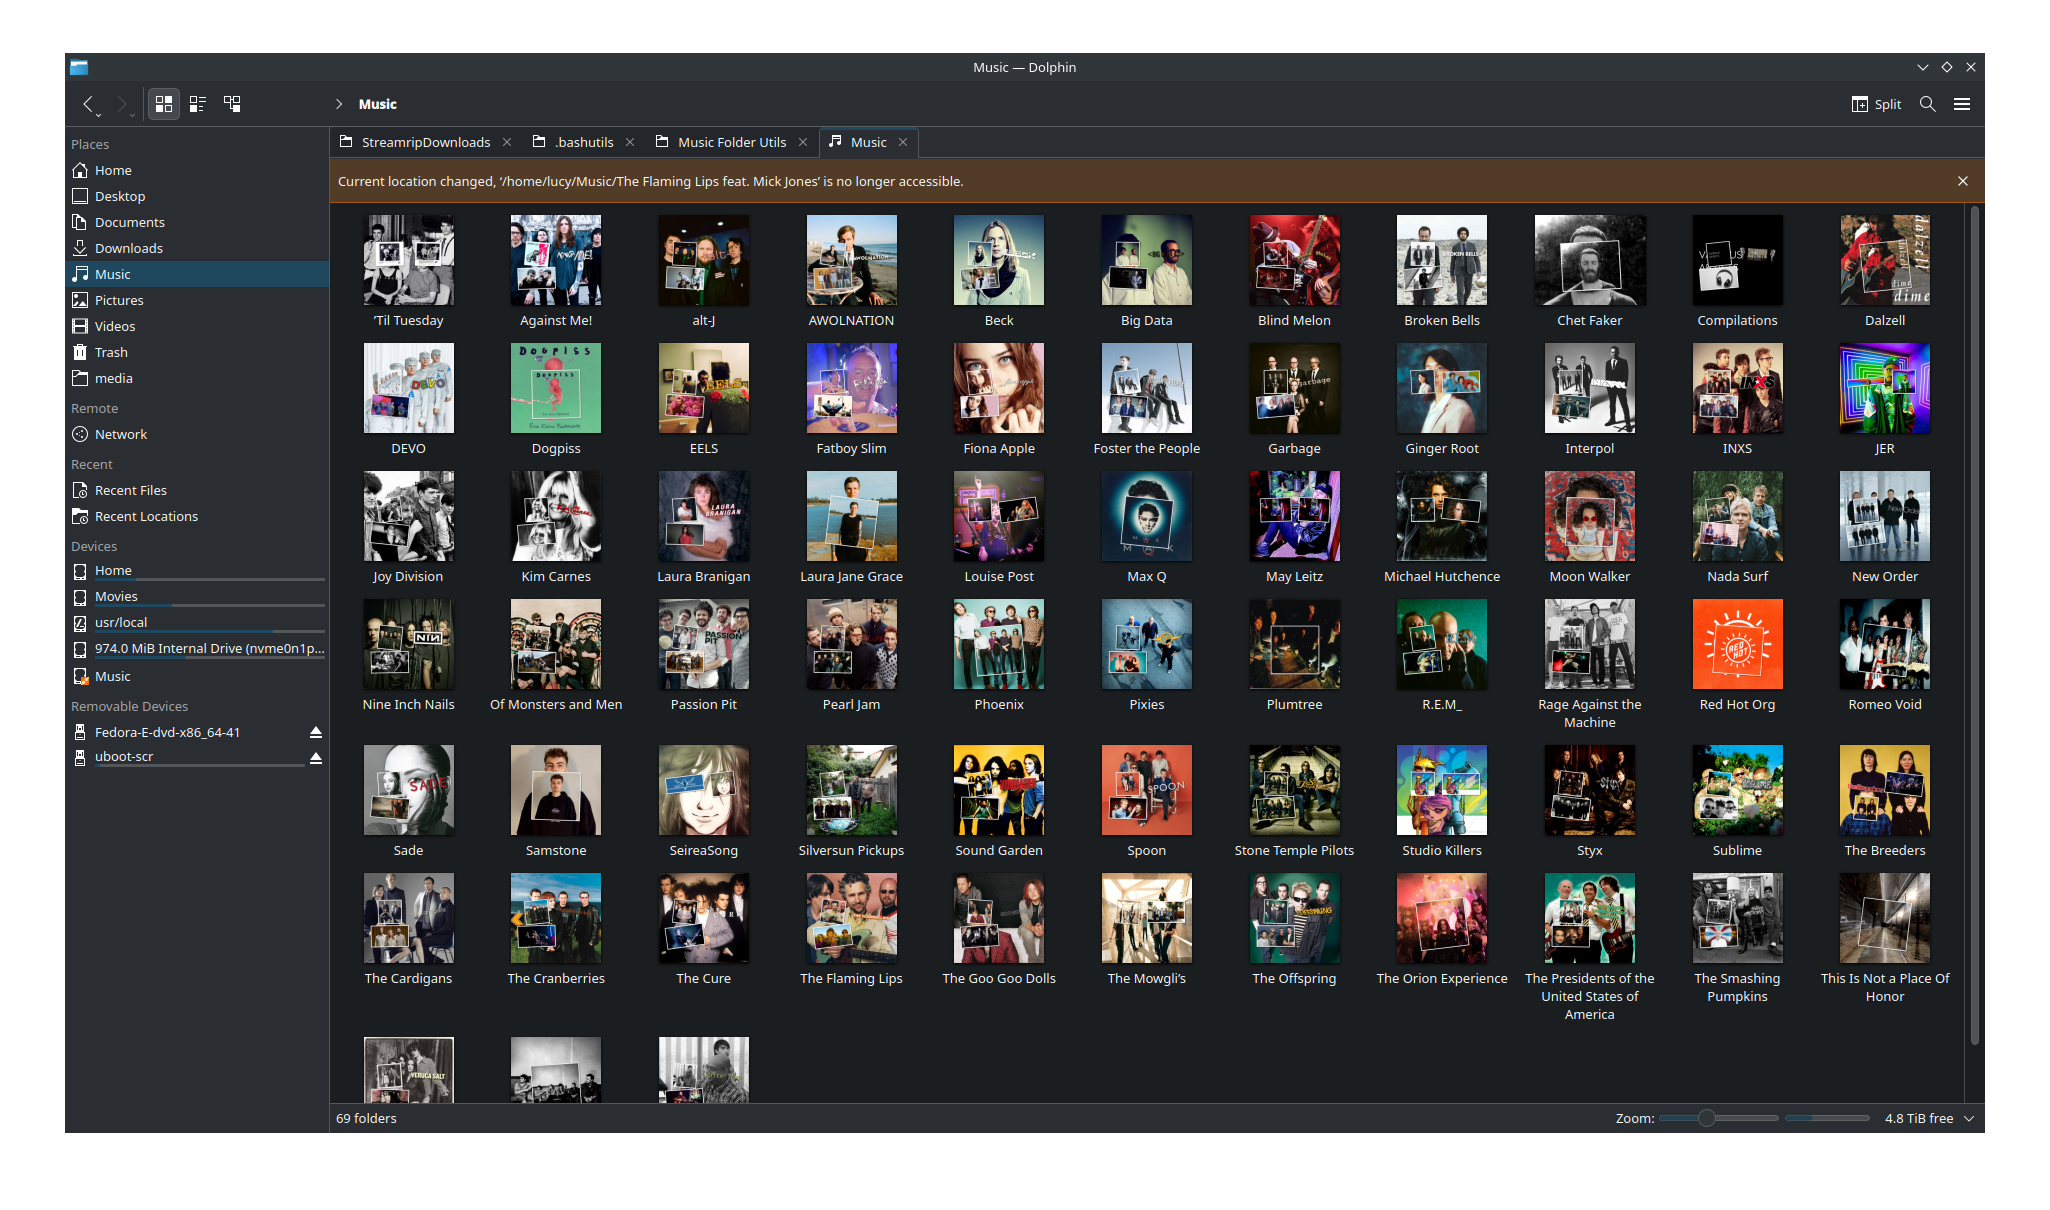 Music — Dolphin
Music
Split
Places
Home
Desktop
Documents
Downloads
Music
Pictures
Videos
Trash
media
Remote
Network
Recent
Recent Files
Recent Locations
Devices
Home
Movies
usr/local
974.0 MiB Internal Drive (nvme0n1p...
Music
Removable Devices
Fedora-E-dvd-x86_64-41
uboot-scr
StreamripDownloads
.bashutils
Music Folder Utils
Music
Current location changed, ‘/home/lucy/Music/The Flaming Lips feat. Mick Jones’ is no longer accessible.
'Til Tuesday
Against Me!
alt-J
AWOLNATION
Beck
Big Data
Blind Melon
Broken Bells
Chet Faker
Compilations
Dalzell
DEVO
Dogpiss
EELS
Fatboy Slim
Fiona Apple
Foster the People
Garbage
Ginger Root
Interpol
INXS
JER
Joy Division
Kim Carnes
Laura Branigan
Laura Jane Grace
Louise Post
Max Q
May Leitz
Michael Hutchence
Moon Walker
Nada Surf
New Order
Nine Inch Nails
Of Monsters and Men
Passion Pit
Pearl Jam
Phoenix
Pixies
Plumtree
R.E.M_
Rage Against the
Machine
Red Hot Org
Romeo Void
Sade
Samstone
SeireaSong
Silversun Pickups
Sound Garden
Spoon
Stone Temple Pilots
Studio Killers
Styx
Sublime
The Breeders
The Cardigans
The Cranberries
The Cure
The Flaming Lips
The Goo Goo Dolls
The Mowgli's
The Offspring
The Orion Experience
The Presidents of the
United States of
America
The Smashing
Pumpkins
This Is Not a Place Of
Honor
69 folders
Zoom:
4.8 TiB free